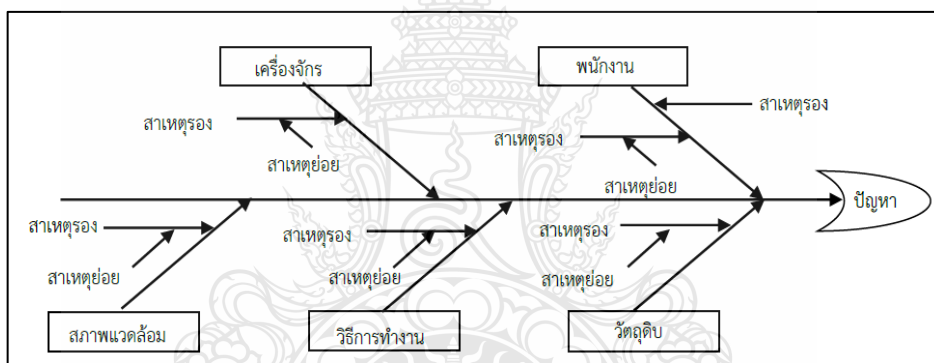 เครื่องจักร
พนักงาน
สาเหตุรอง
สาเหตุรอง
สาเหตุรอง
สาเหตุย่อย
สาเหตุย่อย
ปัญหา
สาเหตุรอง
สาเหตุรอง
สาเหตุรอง
สาเหตุย่อย
สาเหตุย่อย
สาเหตุย่อย
สภาพแวดล้อม
วิธีการทำงาน
วัตถุดิบ